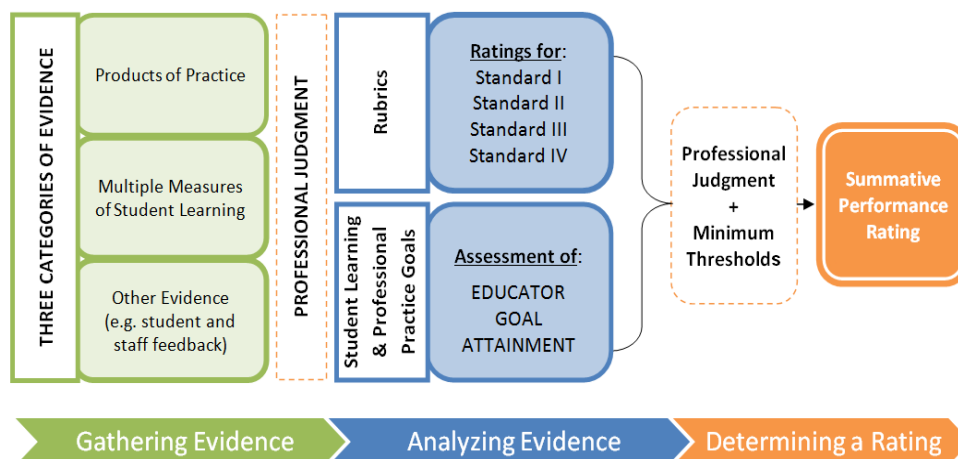 THREE CATEGORIES OF EVIDENCE
Products of Practice
Multiple Measures
of Student Learning
Other Evidence
(e.g. student and
staff feedback)
PROFESSIONAL JUDGMENT
Rubrics
Ratings for:
Standard I
Standard II
Standard III
Standard IV
Student Learning
& Professional
Practice Goals
Assessment of:
EDUCATOR
GOAL
ATTAINMENT
Professional
Judgment
+
Minimum
Thresholds
Summative
Performance
Rating
Gathering Evidence
Analyzing Evidence
Determining a Rating